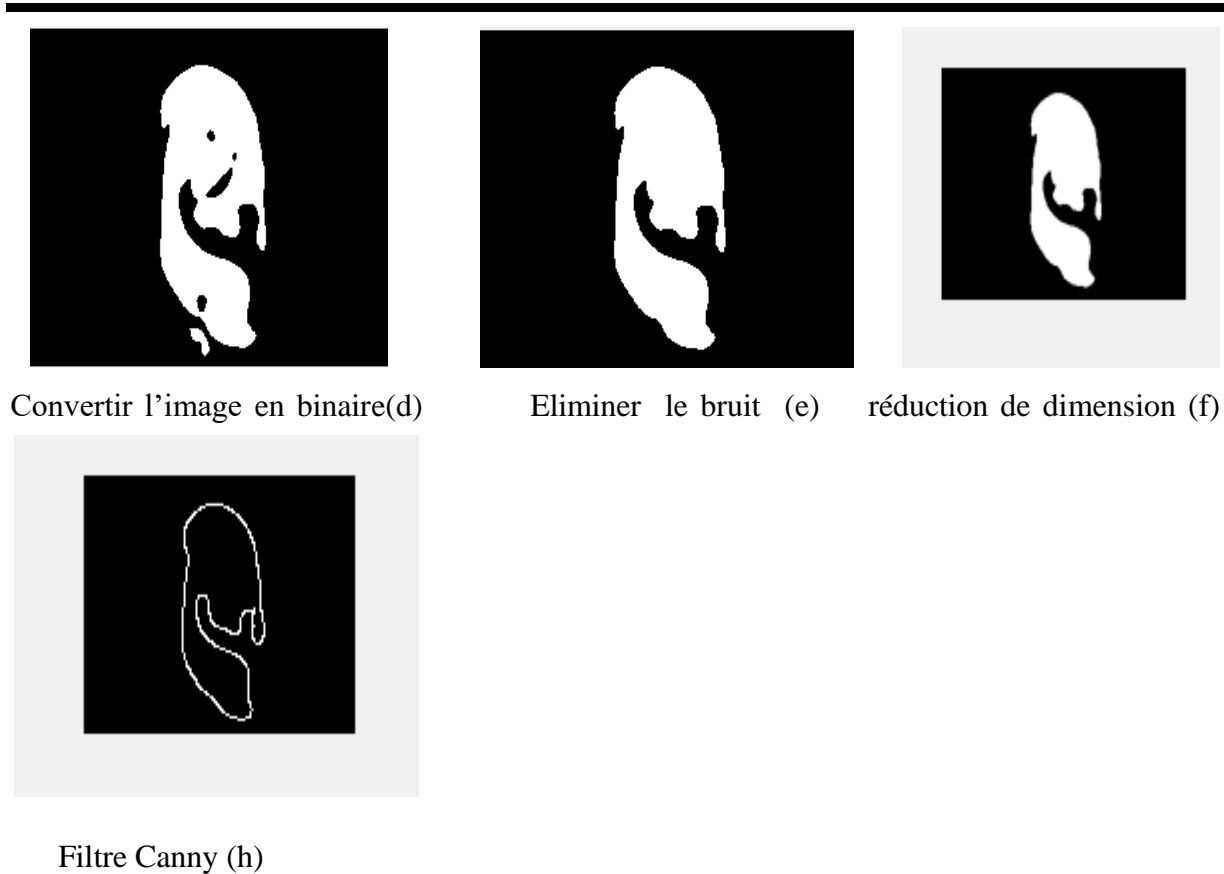 Convertir l’image en binaire(d) Eliminer le bruit (e) réduction de dimension (f)
Filtre Canny (h)